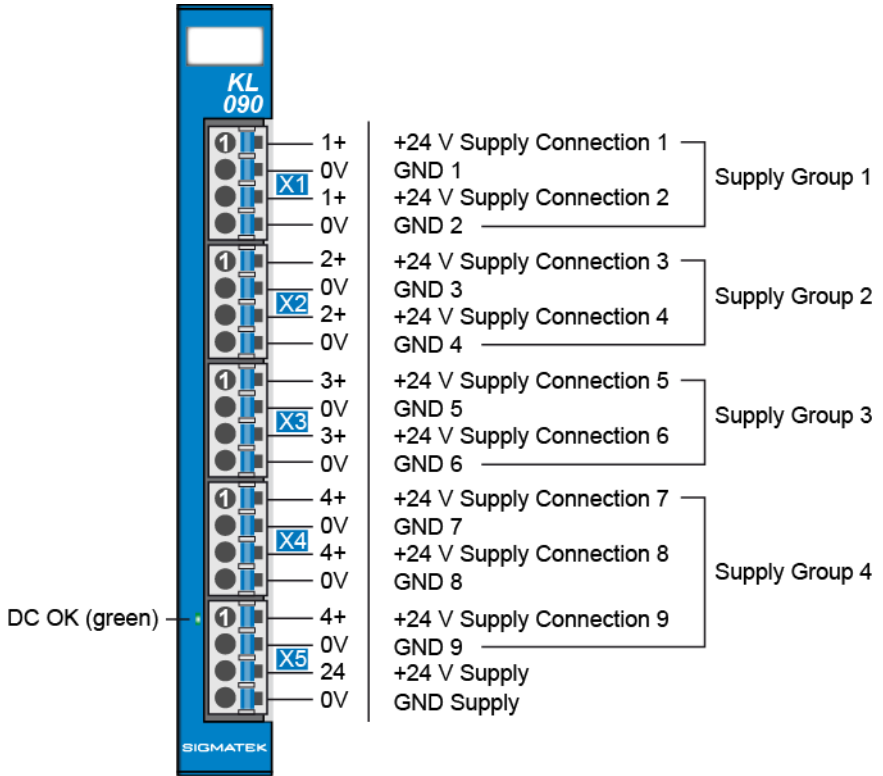 KL
090
1 1+ +24 V Supply Connection 1
0V GND 1
X1 Supply Group 1
1+ +24 V Supply Connection 2
0V GND 2
1 2+ +24 V Supply Connection 3
0V GND 3
X2 Supply Group 2
2+ +24 V Supply Connection 4
0V GND 4
1 3+ +24 V Supply Connection 5
0V GND 5
X3 Supply Group 3
3+ +24 V Supply Connection 6
0V GND 6
1 4+ +24 V Supply Connection 7
0V GND 7
X4
4+ +24 V Supply Connection 8
0V GND 8
Supply Group 4
DC OK (green) 1 4+ +24 V Supply Connection 9
0V GND 9
X5
24 +24 V Supply
0V GND Supply
SIGMATEK